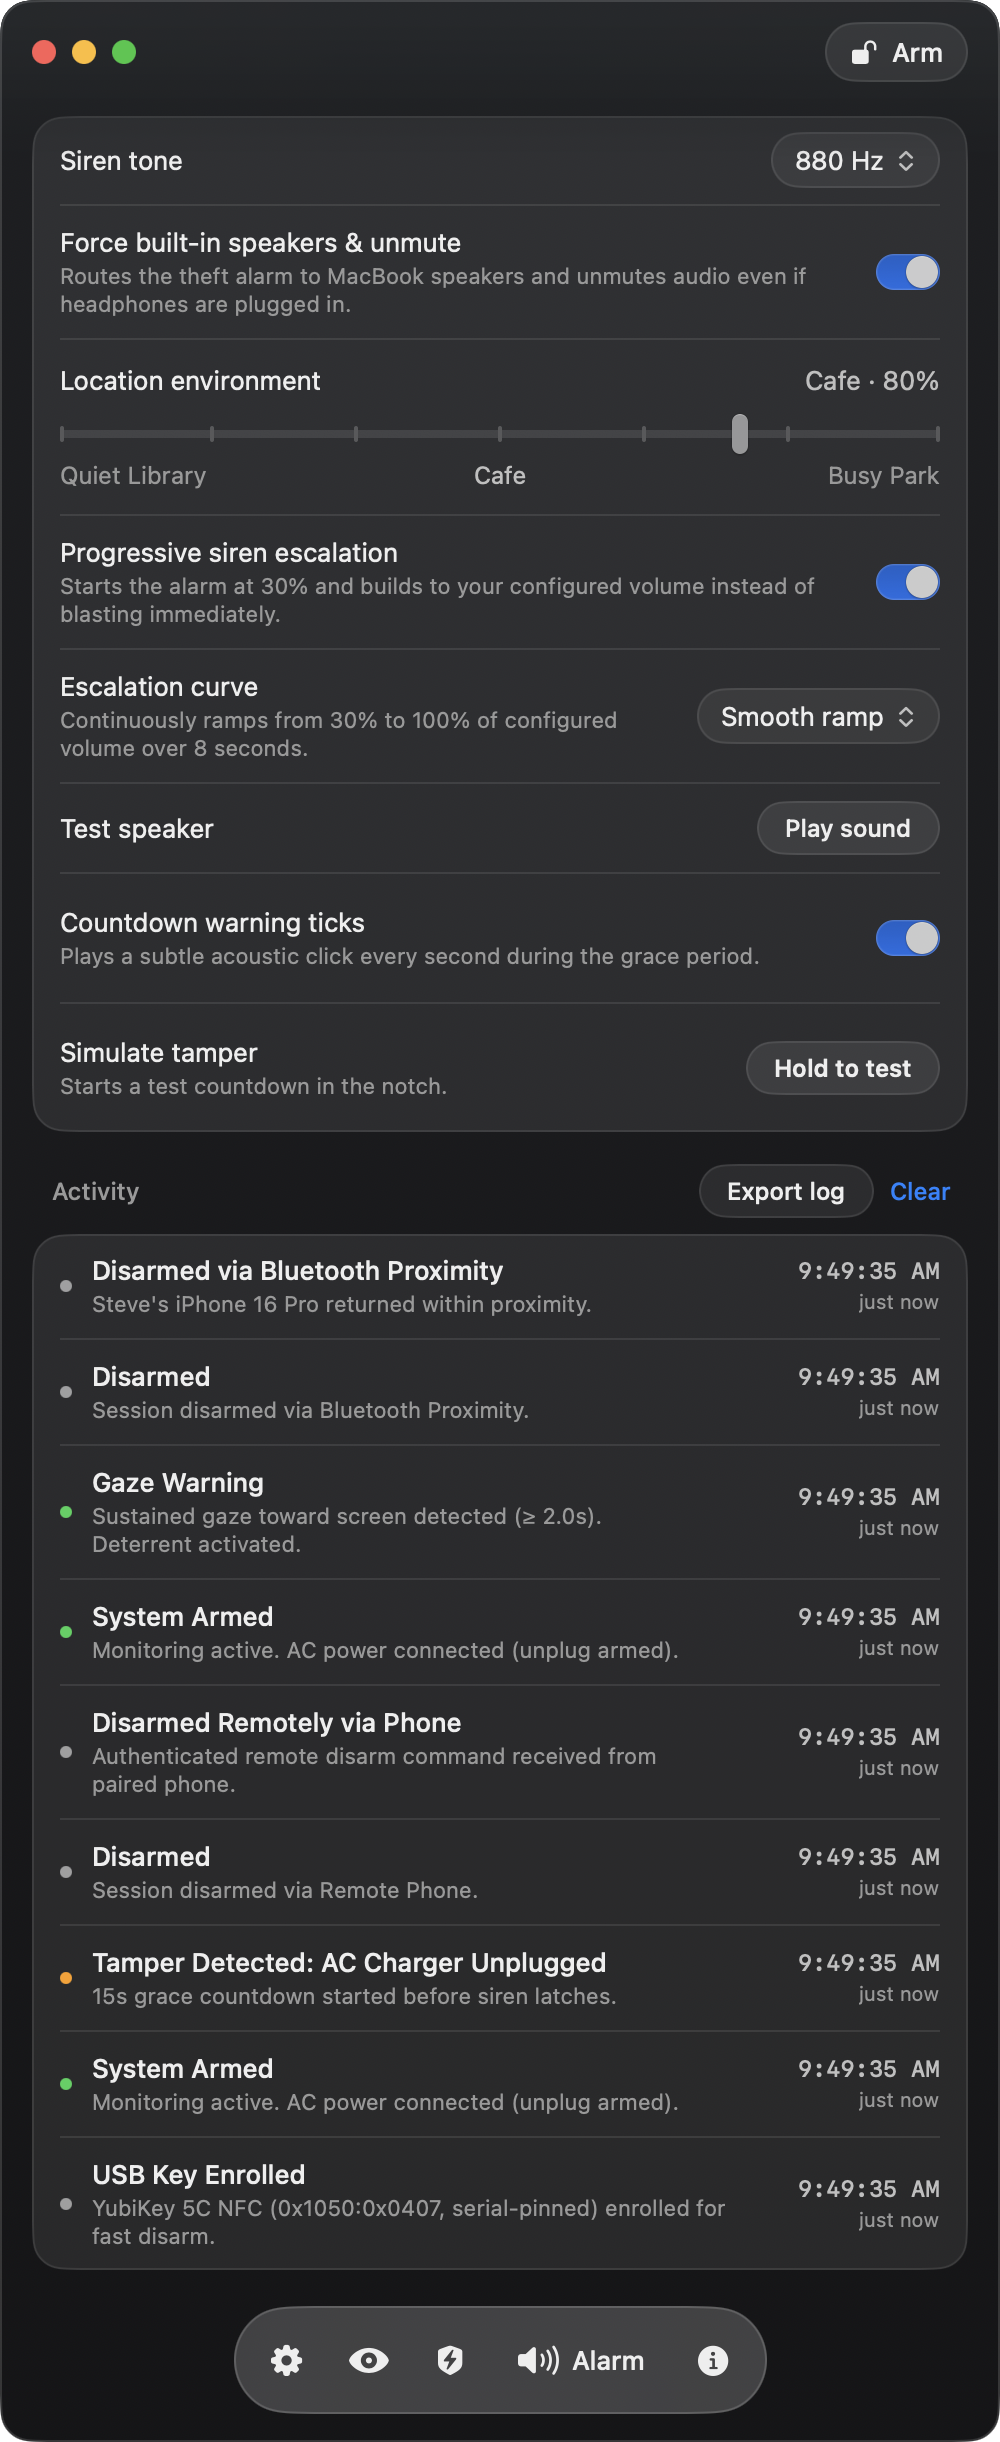 Arm
Siren tone
880 Hz
Force built-in speakers & unmute
Routes the theft alarm to MacBook speakers and unmutes audio even if
headphones are plugged in.
Location environment
Cafe · 80%
Quiet Library
Cafe
Busy Park
Progressive siren escalation
Starts the alarm at 30% and builds to your configured volume instead of
blasting immediately.
Escalation curve
Continuously ramps from 30% to 100% of configured
volume over 8 seconds.
Smooth ramp
Test speaker
Play sound
Countdown warning ticks
Plays a subtle acoustic click every second during the grace period.
Simulate tamper
Starts a test countdown in the notch.
Hold to test
Activity
Export log
Clear
Disarmed via Bluetooth Proximity
Steve's iPhone 16 Pro returned within proximity.
9:49:35 AM
just now
Disarmed
Session disarmed via Bluetooth Proximity.
9:49:35 AM
just now
Gaze Warning
Sustained gaze toward screen detected (≥ 2.0s).
Deterrent activated.
9:49:35 AM
just now
System Armed
Monitoring active. AC power connected (unplug armed).
9:49:35 AM
just now
Disarmed Remotely via Phone
Authenticated remote disarm command received from
paired phone.
9:49:35 AM
just now
Disarmed
Session disarmed via Remote Phone.
9:49:35 AM
just now
Tamper Detected: AC Charger Unplugged
15s grace countdown started before siren latches.
9:49:35 AM
just now
System Armed
Monitoring active. AC power connected (unplug armed).
9:49:35 AM
just now
USB Key Enrolled
YubiKey 5C NFC (0x1050:0x0407, serial-pinned) enrolled for
fast disarm.
9:49:35 AM
just now
Alarm